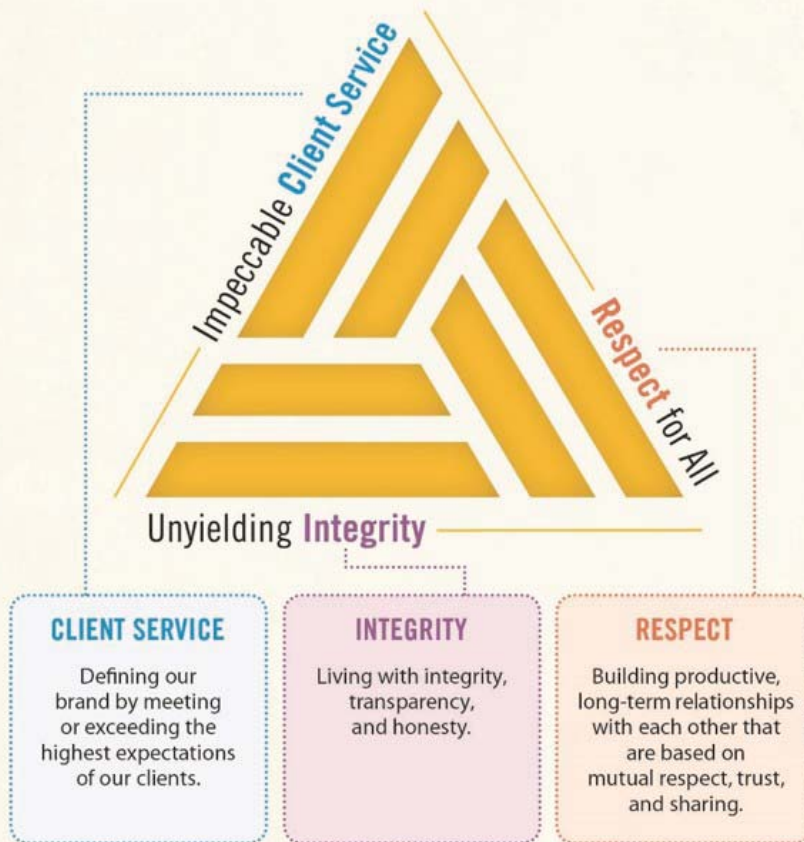 Impeccable Client Service
Respect for All
Unyielding Integrity
CLIENT SERVICE
Defining our
brand by meeting
or exceeding the
highest expectations
of our clients.
INTEGRITY
Living with integrity,
transparency,
and honesty.
RESPECT
Building productive,
long-term relationships
with each other that
are based on
mutual respect, trust,
and sharing.